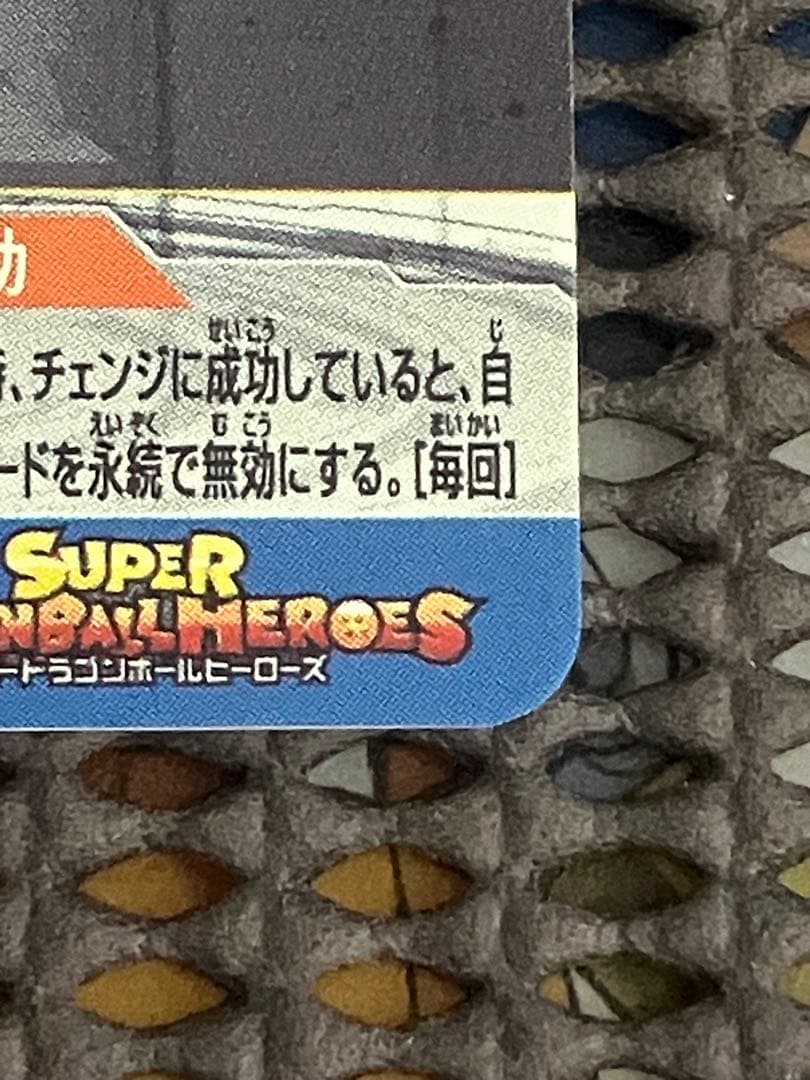 功
せいこう じ
、チェンジに成功していると、自
えいぞく むこう まいかい
ードを永続で無効にする。[毎回]
SUPER
NBALL HEROES
ードラゴンボールヒーローズ